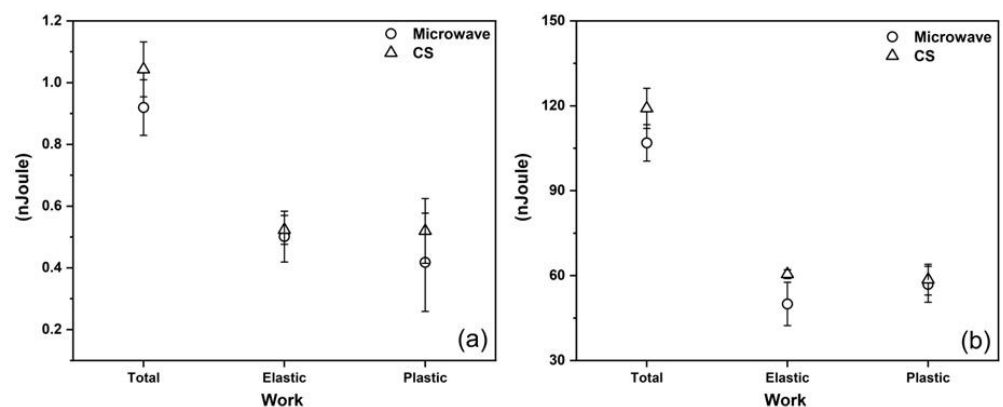 1.2
1.0
0.8
0.6
0.4
0.2
(nJoule)
Microwave
CS
(a)
Total Elastic Plastic
Work
150
120
90
60
30
(nJoule)
Microwave
CS
(b)
Total Elastic Plastic
Work